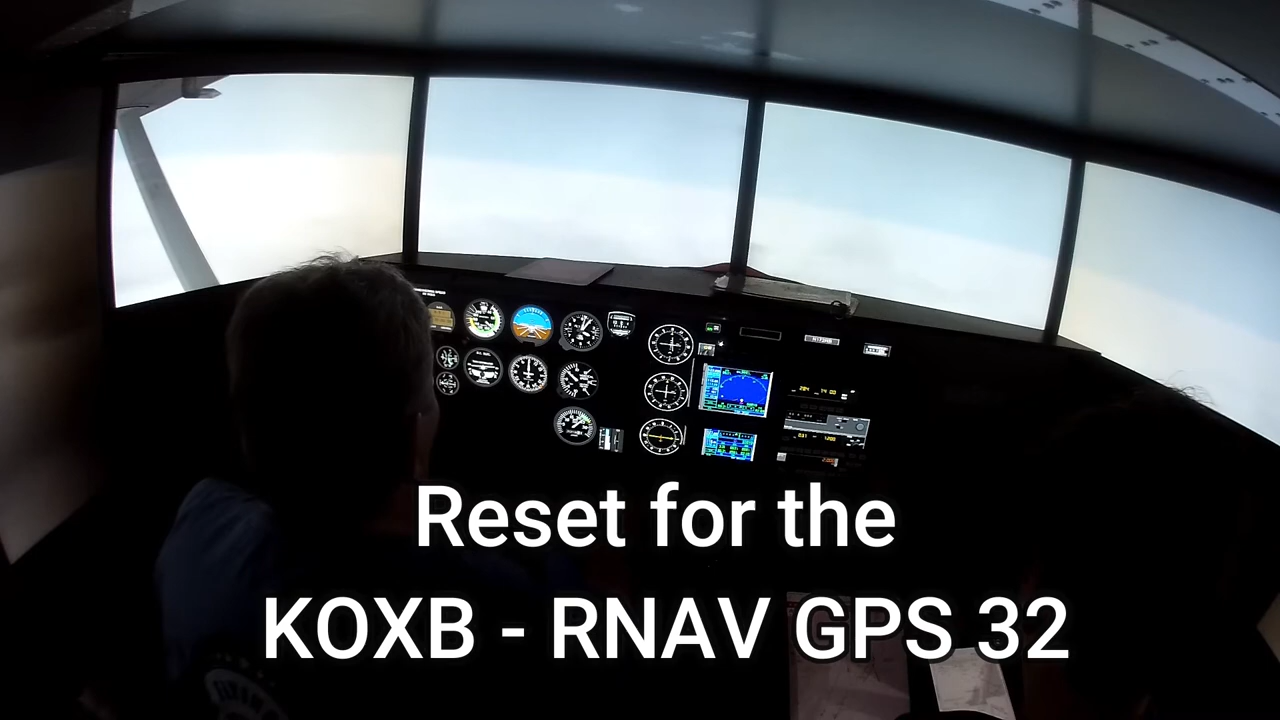 Reset for the
KOXB - RNAV GPS 32